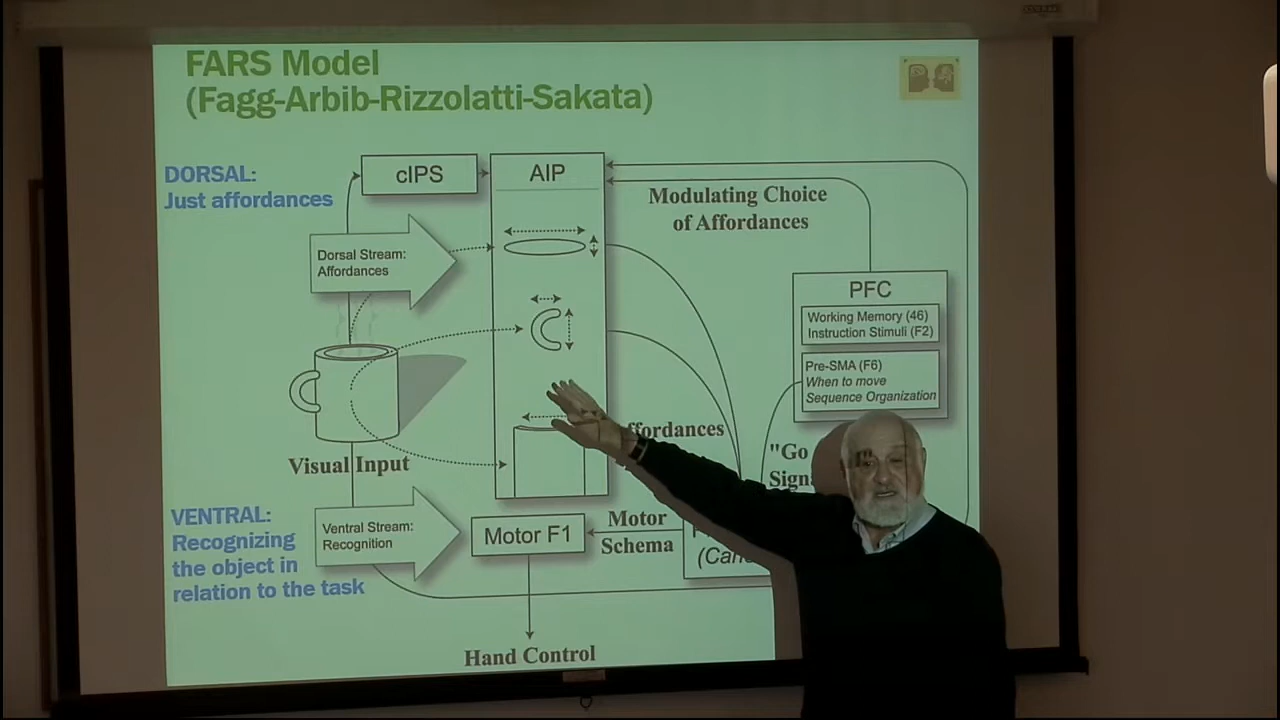 FARS Model
(Fagg-Arbib-Rizzolatti-Sakata)
DORSAL:
Just affordances
cIPS
AIP
Modulating Choice
of Affordances
Dorsal Stream:
Affordances
PFC
Working Memory (46)
Instruction Stimuli (F2)
Pre-SMA (F6)
When to move
Sequence Organization
ffordances
"Go
Sign
Visual Input
VENTRAL:
Recognizing
the object in
relation to the task
Ventral Stream:
Recognition
Motor F1
Motor
Schema
(Can
Hand Control